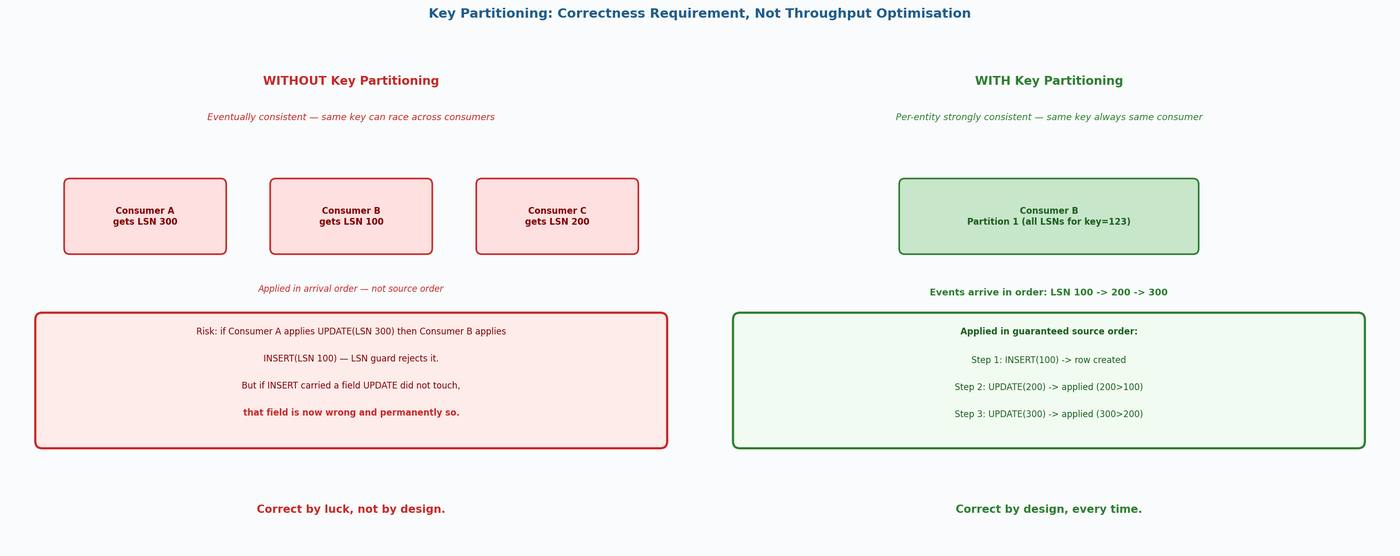 Key Partitioning: Correctness Requirement, Not Throughput Optimisation
WITHOUT Key Partitioning
Eventually consistent — same key can race across consumers
Consumer A
gets LSN 300
Consumer B
gets LSN 100
Consumer C
gets LSN 200
Applied in arrival order — not source order
Risk: if Consumer A applies UPDATE(LSN 300) then Consumer B applies
INSERT(LSN 100) — LSN guard rejects it.
But if INSERT carried a field UPDATE did not touch,
that field is now wrong and permanently so.
Correct by luck, not by design.
WITH Key Partitioning
Per-entity strongly consistent — same key always same consumer
Consumer B
Partition 1 (all LSNs for key=123)
Events arrive in order: LSN 100 -> 200 -> 300
Applied in guaranteed source order:
Step 1: INSERT(100) -> row created
Step 2: UPDATE(200) -> applied (200>100)
Step 3: UPDATE(300) -> applied (300>200)
Correct by design, every time.